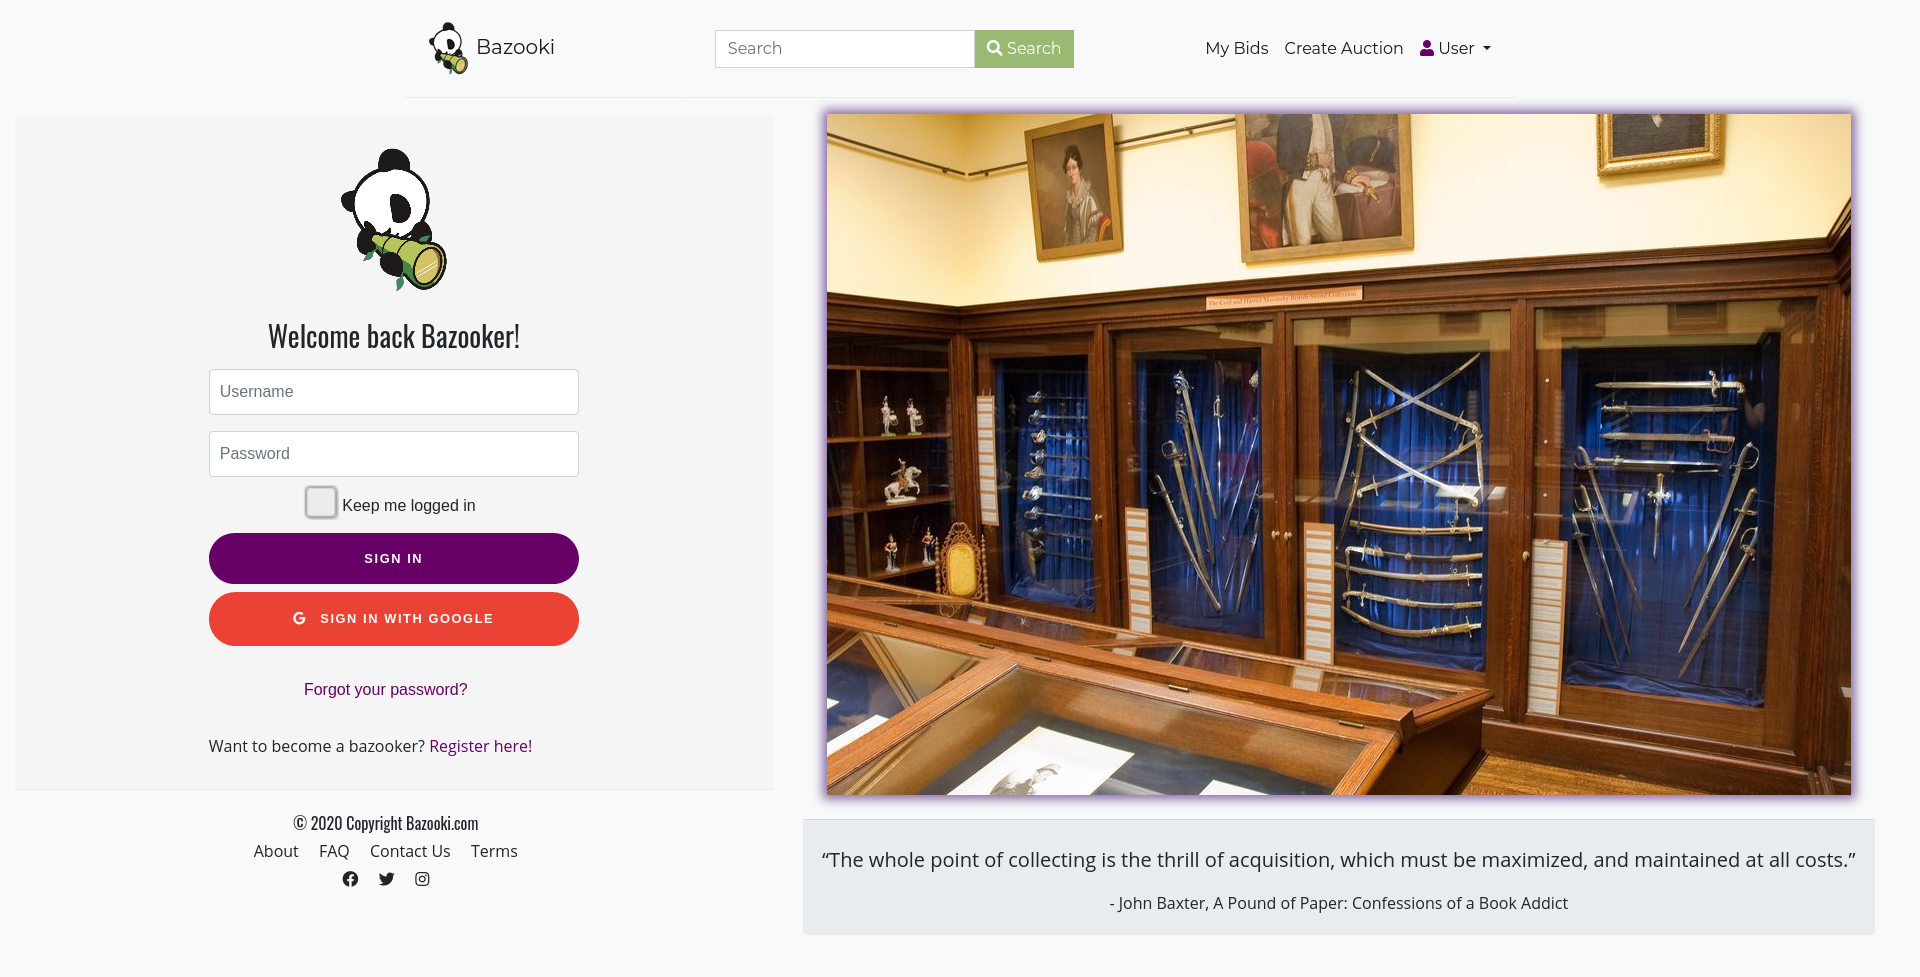 Bazooki
Search
Search
My Bids
Create Auction
User
Welcome back Bazooker!
Username
Password
Keep me logged in
SIGN IN
SIGN IN WITH GOOGLE
Forgot your password?
Want to become a bazooker? Register here!
© 2020 Copyright Bazooki.com
About FAQ Contact Us Terms
“The whole point of collecting is the thrill of acquisition, which must be maximized, and maintained at all costs.”
- John Baxter, A Pound of Paper: Confessions of a Book Addict